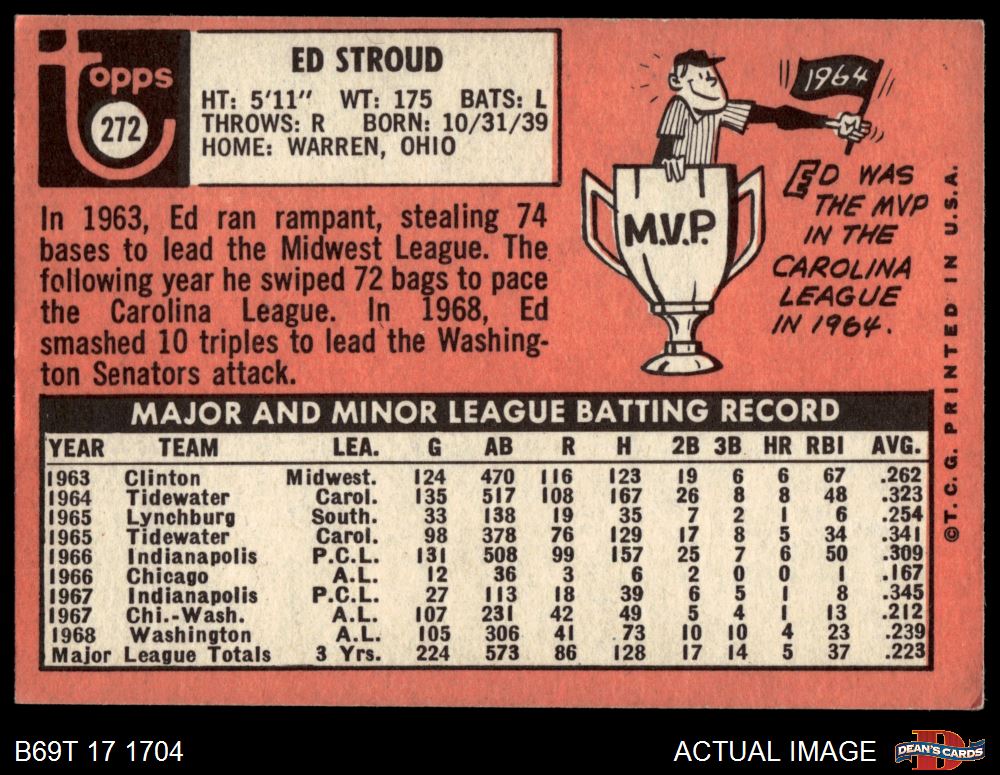 Topps
272
ED STROUD
HT: 5'11" WT: 175 BATS: L
THROWS: R BORN: 10/31/39
HOME: WARREN, OHIO
In 1963, Ed ran rampant, stealing 74
bases to lead the Midwest League. The
following year he swiped 72 bags to pace
the Carolina League. In 1968, Ed
smashed 10 triples to lead the Washing-
ton Senators attack.
1964
M.V.P.
ED WAS
THE MVP
IN THE
CAROLINA
LEAGUE
IN 1964.
MAJOR AND MINOR LEAGUE BATTING RECORD
YEAR TEAM LEA. G AB R H 2B 3B HR RBI AVG.
1963 Clinton Midwest. 124 470 116 123 19 6 6 67 .262
1964 Tidewater Carol. 135 517 108 167 26 8 8 48 .323
1965 Lynchburg South. 33 138 19 35 7 2 1 6 .254
1965 Tidewater Carol. 98 378 76 129 17 8 5 34 .341
1966 Indianapolis P.C.L. 131 508 99 157 25 7 6 50 .309
1966 Chicago A.L. 12 36 3 6 2 0 0 1 .167
1967 Indianapolis P.C.L. 27 113 18 39 6 5 1 8 .345
1967 Chi.-Wash. A.L. 107 231 42 49 5 4 1 13 .212
1968 Washington A.L. 105 306 41 73 10 10 4 23 .239
Major League Totals 3 Yrs. 224 573 86 128 17 14 5 37 .223
©T. C. G. PRINTED IN U.S.A.
B69T 17 1704
ACTUAL IMAGE
D
DEAN'S CARDS